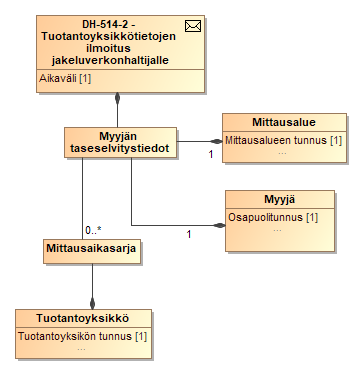 DH-514-2 -
Tuotantoyksikkötietojen
ilmoitus
jakeluverkonhaltijalle
Aikaväli [1]
Myyjän
taseselvitystiedot
Mittausalue
Mittausalueen tunnus [1]
...
1
Myyjä
Osapuolitunnus [1]
...
1
0..*
Mittausaikasarja
Tuotantoyksikkö
Tuotantoyksikön tunnus [1]
...